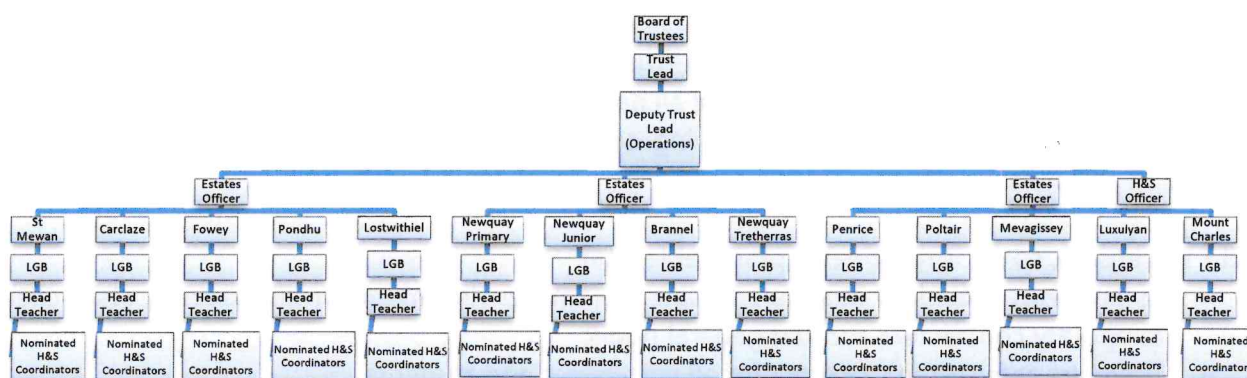 Board of
Trustees
Trust
Lead
Deputy Trust
Lead
(Operations)
Estates
Officer
Estates
Officer
Estates
Officer
H&S
Officer
St
Mewan
Carclaze
Fowey
Pondhu
Lostwithiel
Newquay
Primary
Newquay
Junior
Brannel
Newquay
Tretherras
Penrice
Poltair
Mevagissey
Luxulyan
Mount
Charles
LGB
LGB
LGB
LGB
LGB
LGB
LGB
LGB
LGB
LGB
LGB
LGB
LGB
LGB
Head
Teacher
Head
Teacher
Head
Teacher
Head
Teacher
Head
Teacher
Head
Teacher
Head
Teacher
Head
Teacher
Head
Teacher
Head
Teacher
Head
Teacher
Head
Teacher
Head
Teacher
Head
Teacher
Nominated
H&S
Coordinators
Nominated
H&S
Coordinators
Nominated
H&S
Coordinators
Nominated H&S
Coordinators
Nominated H&S
Coordinators
Nominated H&S
Coordinators
Nominated H&S
Coordinators
Nominated H&S
Coordinators
Nominated
H&S
Coordinators
Nominated
H&S
Coordinators
Nominated
H&S
Coordinators
Nominated H&S
Coordinators
Nominated
H&S
Coordinators
Nominated
H&S
Coordinators